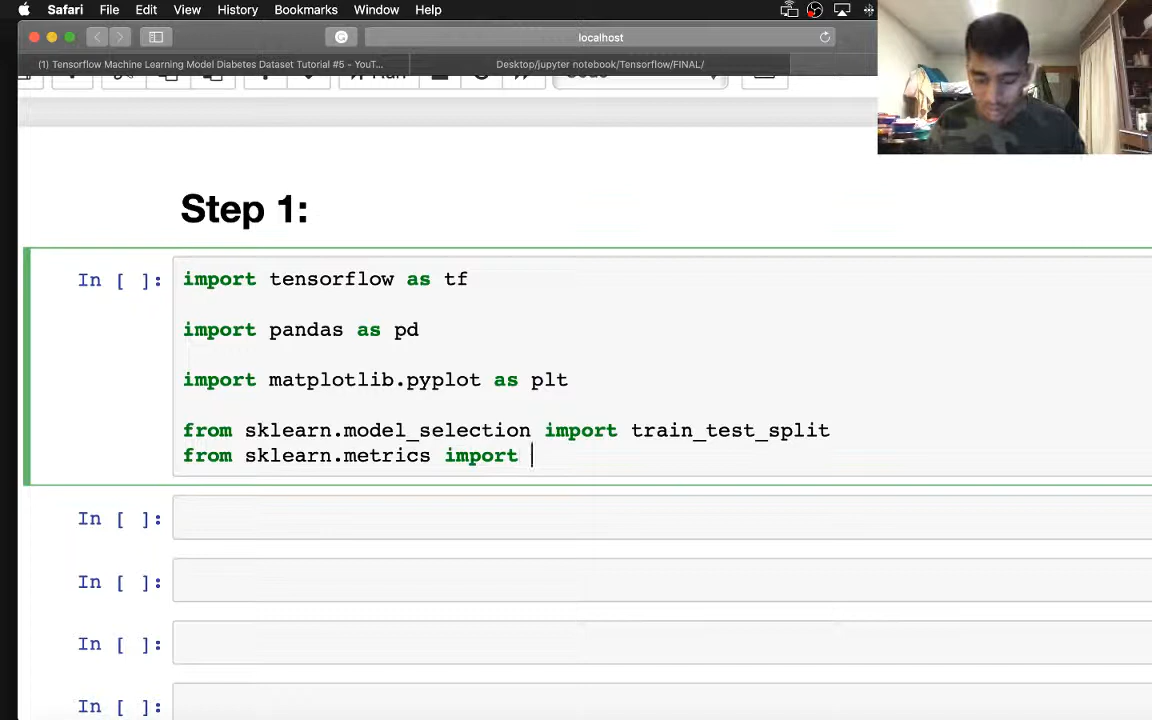 Safari File Edit View History Bookmarks Window Help
localhost
(1) Tensorflow Machine Learning Model Diabetes Dataset Tutorial #5 - YouT... Desktop/jupyter notebook/Tensorflow/FINAL/
Step 1:
In [ ]: import tensorflow as tf
import pandas as pd
import matplotlib.pyplot as plt
from sklearn.model_selection import train_test_split
from sklearn.metrics import
In [ ]:
In [ ]:
In [ ]:
In [ ]: